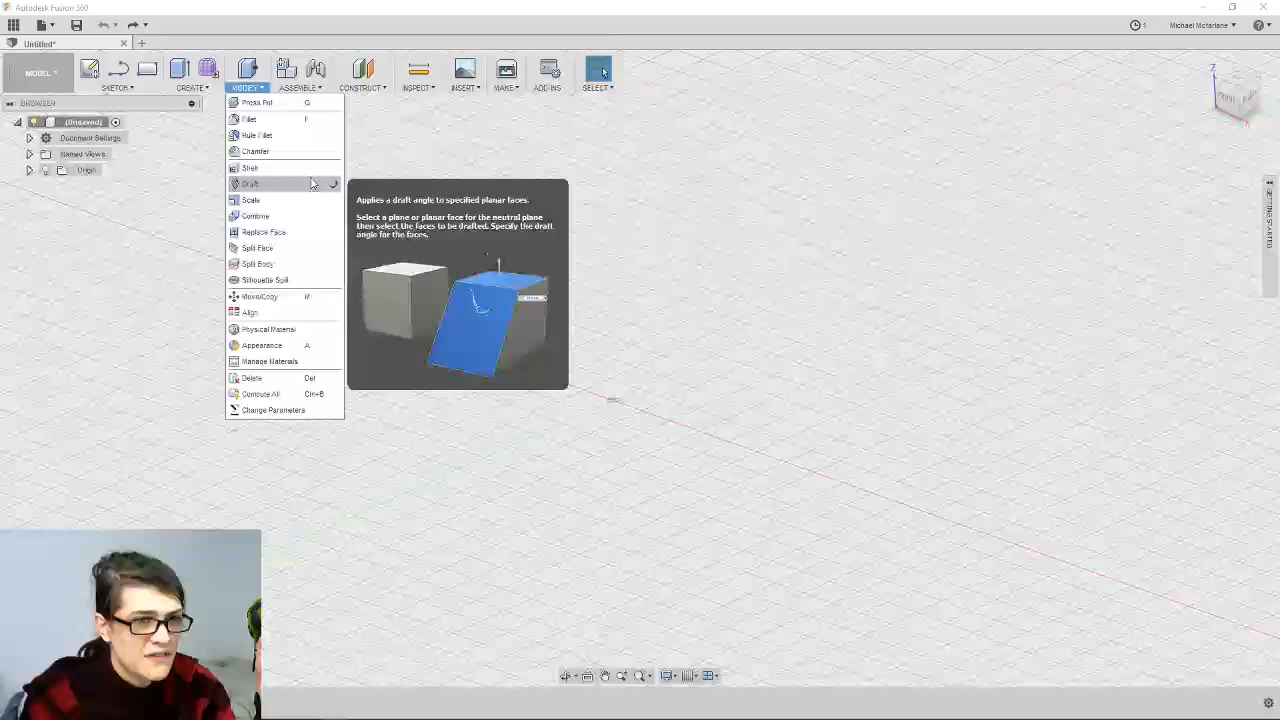 Autodesk Fusion 360
1
Michael McFarlane
Untitled*
MODEL
SKETCH
CREATE
MODIFY
ASSEMBLE
CONSTRUCT
INSPECT
INSERT
MAKE
ADD-INS
SELECT
BROWSER
(Unsaved)
Document Settings
Named Views
Origin
Press Pull Q
Fillet F
Rule Fillet
Chamfer
Shell
Draft
Scale
Combine
Replace Face
Split Face
Split Body
Silhouette Split
Move/Copy M
Align
Physical Material
Appearance A
Manage Materials
Delete Del
Compute All Ctrl+B
Change Parameters
Applies a draft angle to specified planar faces.
Select a plane or planar face for the neutral plane
then select the faces to be drafted. Specify the draft
angle for the faces.
Z
GETTING STARTED